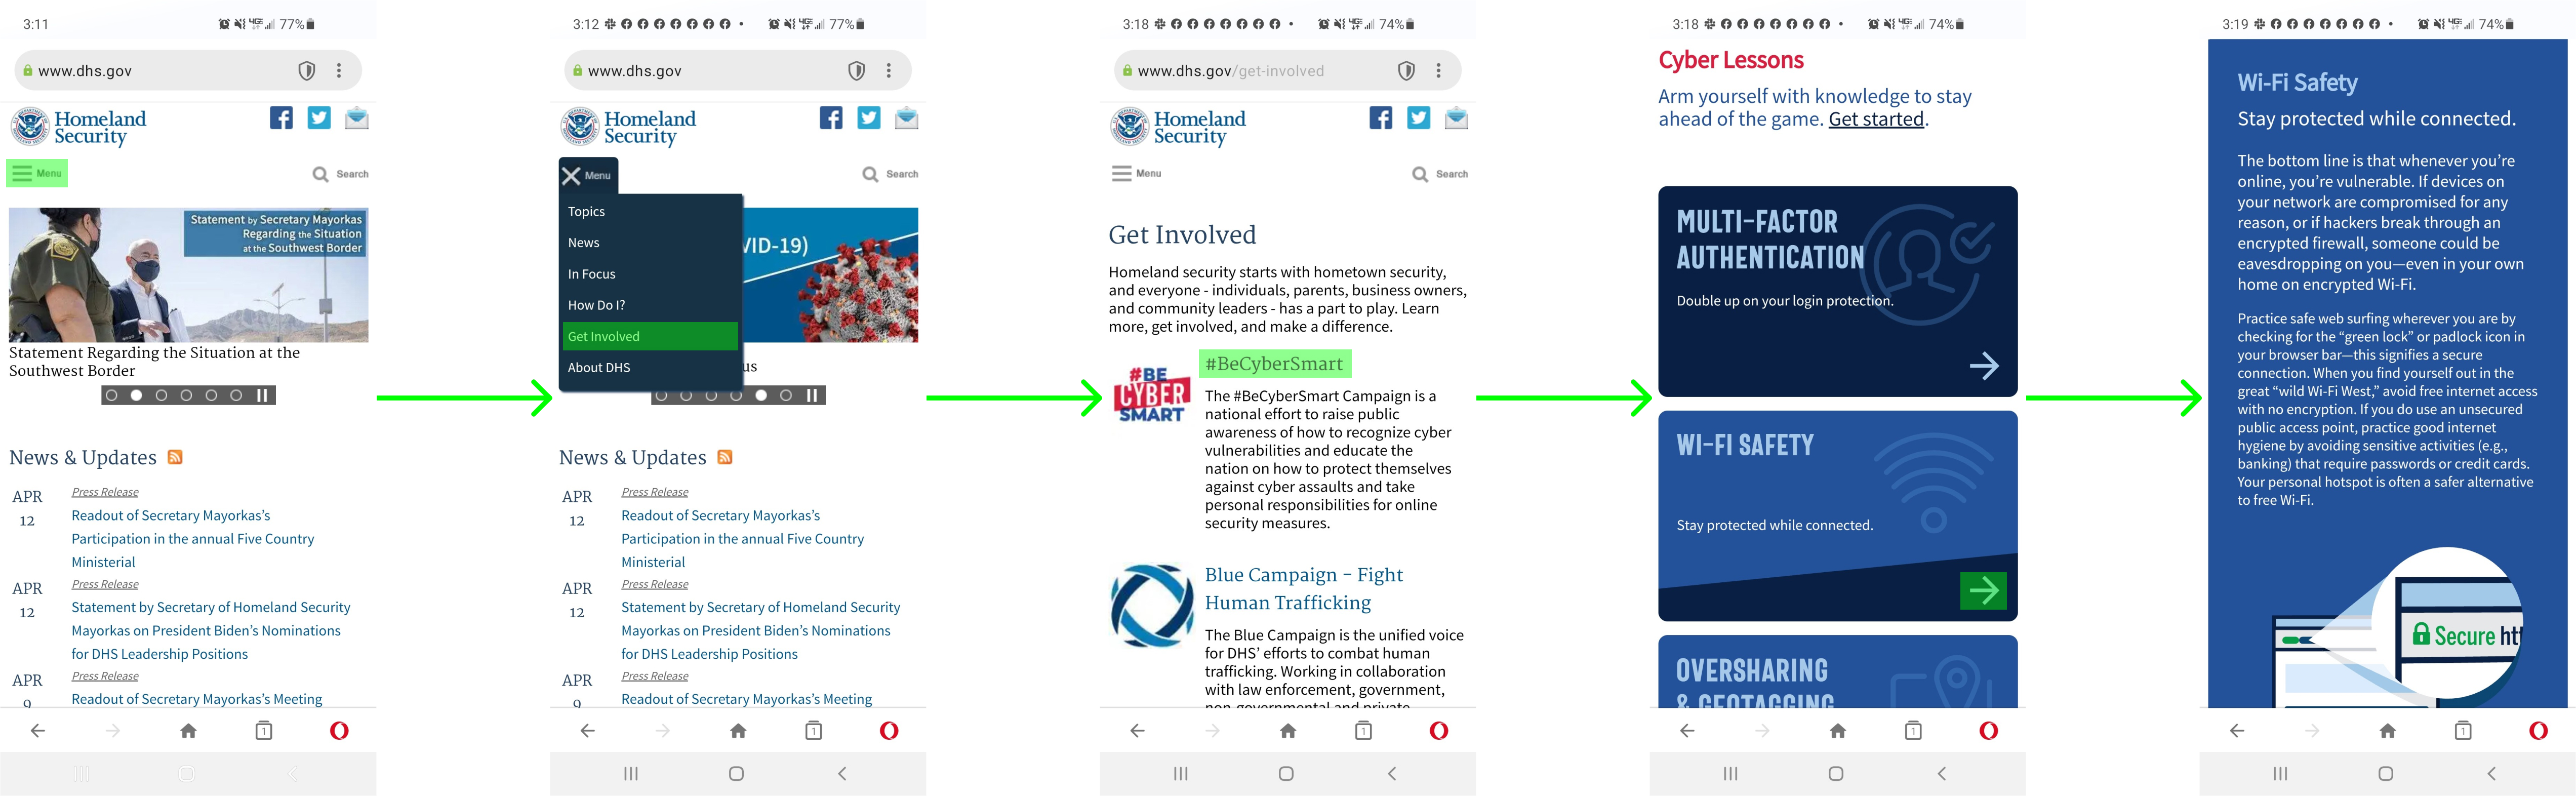 3:11
77%
www.dhs.gov
Homeland
Security
Menu
Search
Statement by Secretary Mayorkas
Regarding the Situation
at the Southwest Border
Statement Regarding the Situation at the
Southwest Border
News & Updates
APR
12
Press Release
Readout of Secretary Mayorkas's
Participation in the annual Five Country
Ministerial
APR
12
Press Release
Statement by Secretary of Homeland Security
Mayorkas on President Biden's Nominations
for DHS Leadership Positions
APR
9
Press Release
Readout of Secretary Mayorkas's Meeting
1
3:12
77%
www.dhs.gov
Homeland
Security
Menu
Search
Topics
News
In Focus
How Do I?
Get Involved
About DHS
VID-19)
us
News & Updates
APR
12
Press Release
Readout of Secretary Mayorkas's
Participation in the annual Five Country
Ministerial
APR
12
Press Release
Statement by Secretary of Homeland Security
Mayorkas on President Biden's Nominations
for DHS Leadership Positions
APR
9
Press Release
Readout of Secretary Mayorkas's Meeting
1
3:18
74%
www.dhs.gov/get-involved
Homeland
Security
Menu
Search
Get Involved
Homeland security starts with hometown security,
and everyone - individuals, parents, business owners,
and community leaders - has a part to play. Learn
more, get involved, and make a difference.
#BE
CYBER
SMART
#BeCyberSmart
The #BeCyberSmart Campaign is a
national effort to raise public
awareness of how to recognize cyber
vulnerabilities and educate the
nation on how to protect themselves
against cyber assaults and take
personal responsibilities for online
security measures.
Blue Campaign - Fight
Human Trafficking
The Blue Campaign is the unified voice
for DHS' efforts to combat human
trafficking. Working in collaboration
with law enforcement, government,
non-governmental and private
1
3:18
74%
Cyber Lessons
Arm yourself with knowledge to stay
ahead of the game. Get started.
MULTI-FACTOR
AUTHENTICATION
Double up on your login protection.
WI-FI SAFETY
Stay protected while connected.
OVERSHARING
& GEOTAGGING
1
3:19
74%
Wi-Fi Safety
Stay protected while connected.
The bottom line is that whenever you're
online, you're vulnerable. If devices on
your network are compromised for any
reason, or if hackers break through an
encrypted firewall, someone could be
eavesdropping on you—even in your own
home on encrypted Wi-Fi.
Practice safe web surfing wherever you are by
checking for the "green lock" or padlock icon in
your browser bar—this signifies a secure
connection. When you find yourself out in the
great "wild Wi-Fi West," avoid free internet access
with no encryption. If you do use an unsecured
public access point, practice good internet
hygiene by avoiding sensitive activities (e.g.,
banking) that require passwords or credit cards.
Your personal hotspot is often a safer alternative
to free Wi-Fi.
Secure htt
1